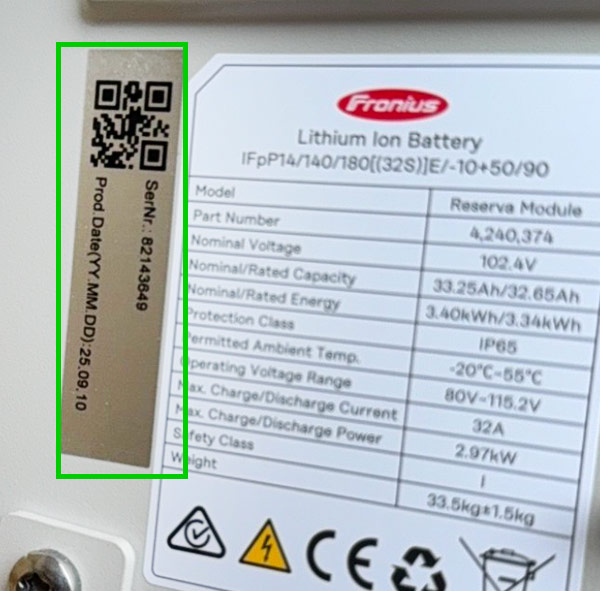 SerNr.: 82143649
Prod.Date(YY.MM.DD):25.09.10
Fronius
Lithium Ion Battery
IFpP14/140/180[(32S)]E/-10+50/90
Model Reserva Module
Part Number 4,240,374
Nominal Voltage 102.4V
Nominal/Rated Capacity 33.25Ah/32.65Ah
Nominal/Rated Energy 3.40kWh/3.34kWh
Protection Class IP65
Permitted Ambient Temp. -20°C~55°C
Operating Voltage Range 80V~115.2V
Max. Charge/Discharge Current 32A
Max. Charge/Discharge Power 2.97kW
Safety Class I
Weight 33.5kg±1.5kg
CE